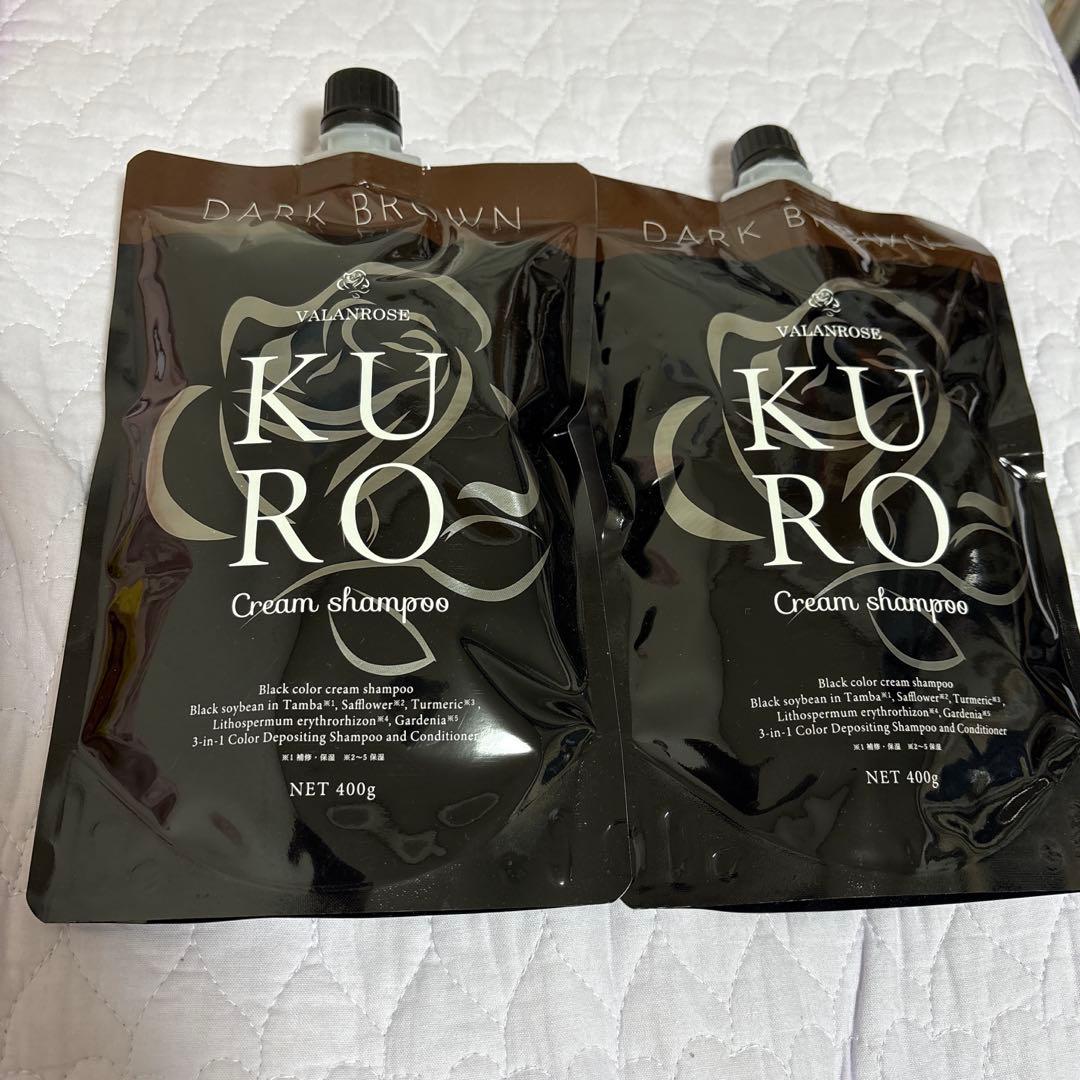 DARK BROWN
VALANROSE
KU
RO
Cream shampoo
Black color cream shampoo
Black soybean in Tamba※1, Safflower※2, Turmeric※3,
Lithospermum erythrorhizon※4, Gardenia※5
3-in-1 Color Depositing Shampoo and Conditioner
※1 補修・保湿 ※2〜5 保湿
NET 400g
DARK BROWN
VALANROSE
KU
RO
Cream shampoo
Black color cream shampoo
Black soybean in Tamba※1, Safflower※2, Turmeric※3
Lithospermum erythrorhizon※4, Gardenia※5
3-in-1 Color Depositing Shampoo and Conditioner
※1 補修・保湿 ※2〜5 保湿
NET 400g